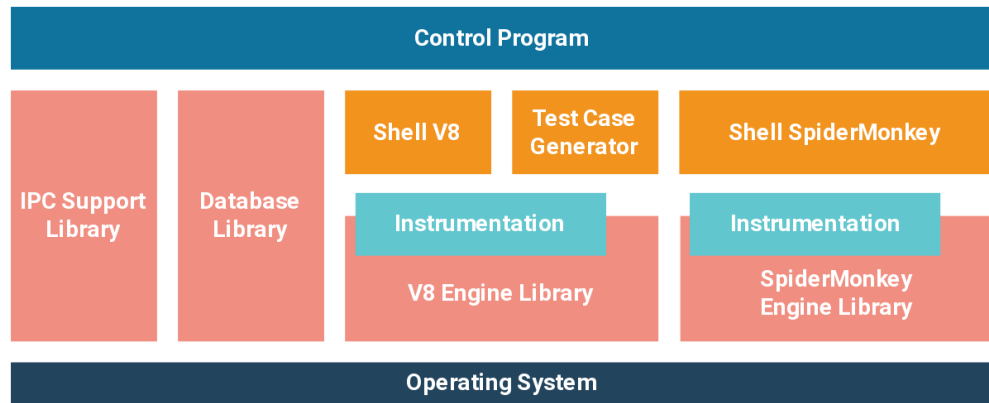 Control Program
IPC Support
Library
Database
Library
Shell V8
Test Case
Generator
Shell SpiderMonkey
Instrumentation
V8 Engine Library
Instrumentation
SpiderMonkey
Engine Library
Operating System